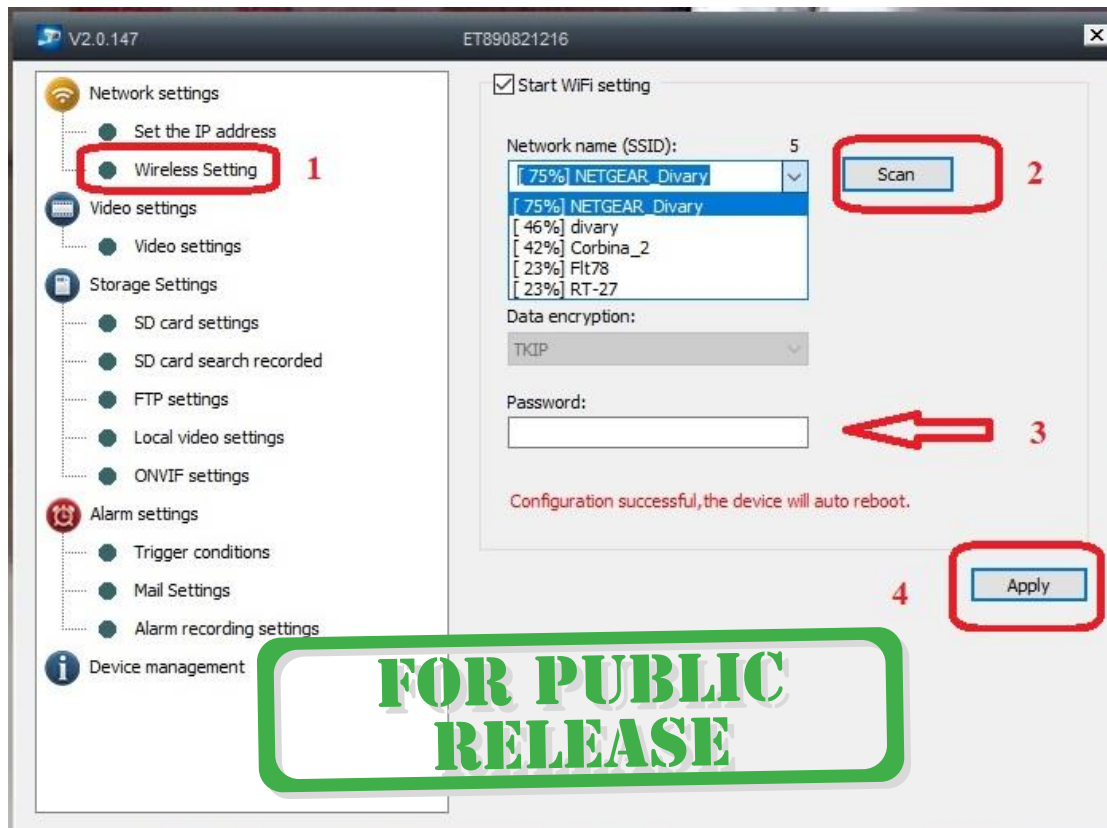 V2.0.147 ET890821216
Network settings
Set the IP address
Wireless Setting 1
Video settings
Video settings
Storage Settings
SD card settings
SD card search recorded
FTP settings
Local video settings
ONVIF settings
Alarm settings
Trigger conditions
Mail Settings
Alarm recording settings
Device management
Start WiFi setting
Network name (SSID): 5
[ 75%] NETGEAR_Divary
Scan 2
[ 75%] NETGEAR_Divary
[ 46%] divary
[ 42%] Corbina_2
[ 23%] Flt78
[ 23%] RT-27
Data encryption:
TKIP
Password:
3
Configuration successful,the device will auto reboot.
4 Apply
FOR PUBLIC
RELEASE